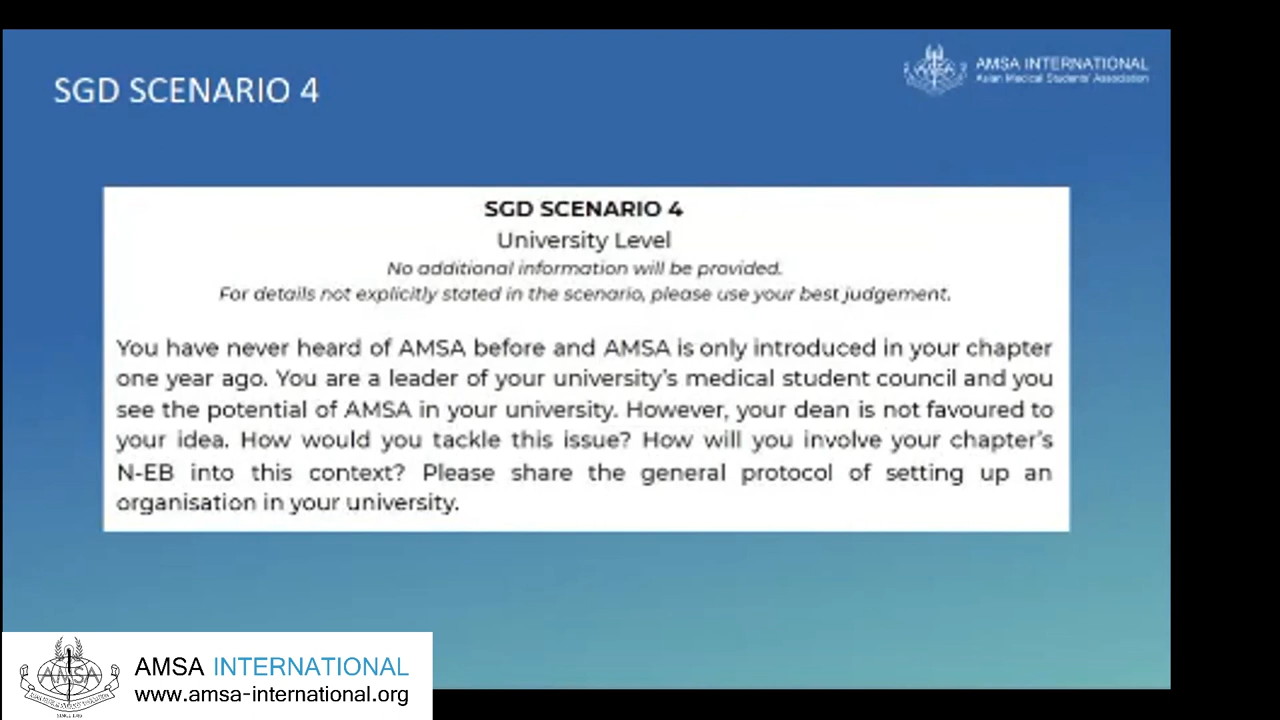 SGD SCENARIO 4
AMSA INTERNATIONAL
Asian Medical Students' Association
SGD SCENARIO 4
University Level
No additional information will be provided.
For details not explicitly stated in the scenario, please use your best judgement.
You have never heard of AMSA before and AMSA is only introduced in your chapter
one year ago. You are a leader of your university's medical student council and you
see the potential of AMSA in your university. However, your dean is not favoured to
your idea. How would you tackle this issue? How will you involve your chapter's
N-EB into this context? Please share the general protocol of setting up an
organisation in your university.
AMSA
AMSA INTERNATIONAL
www.amsa-international.org